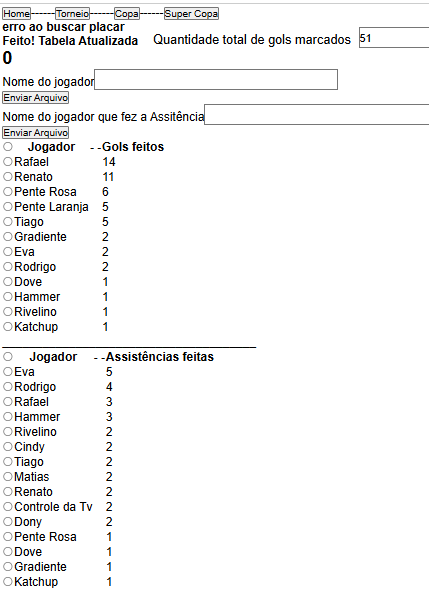 Home------Torneio------Copa------Super Copa
erro ao buscar placar
Feito! Tabela Atualizada Quantidade total de gols marcados 51
0
Nome do jogador
Enviar Arquivo
Nome do jogador que fez a Assitência
Enviar Arquivo
Jogador - -Gols feitos
Rafael 14
Renato 11
Pente Rosa 6
Pente Laranja 5
Tiago 5
Gradiente 2
Eva 2
Rodrigo 2
Dove 1
Hammer 1
Rivelino 1
Katchup 1
Jogador - -Assistências feitas
Eva 5
Rodrigo 4
Rafael 3
Hammer 3
Rivelino 2
Cindy 2
Tiago 2
Matias 2
Renato 2
Controle da Tv 2
Dony 2
Pente Rosa 1
Dove 1
Gradiente 1
Katchup 1